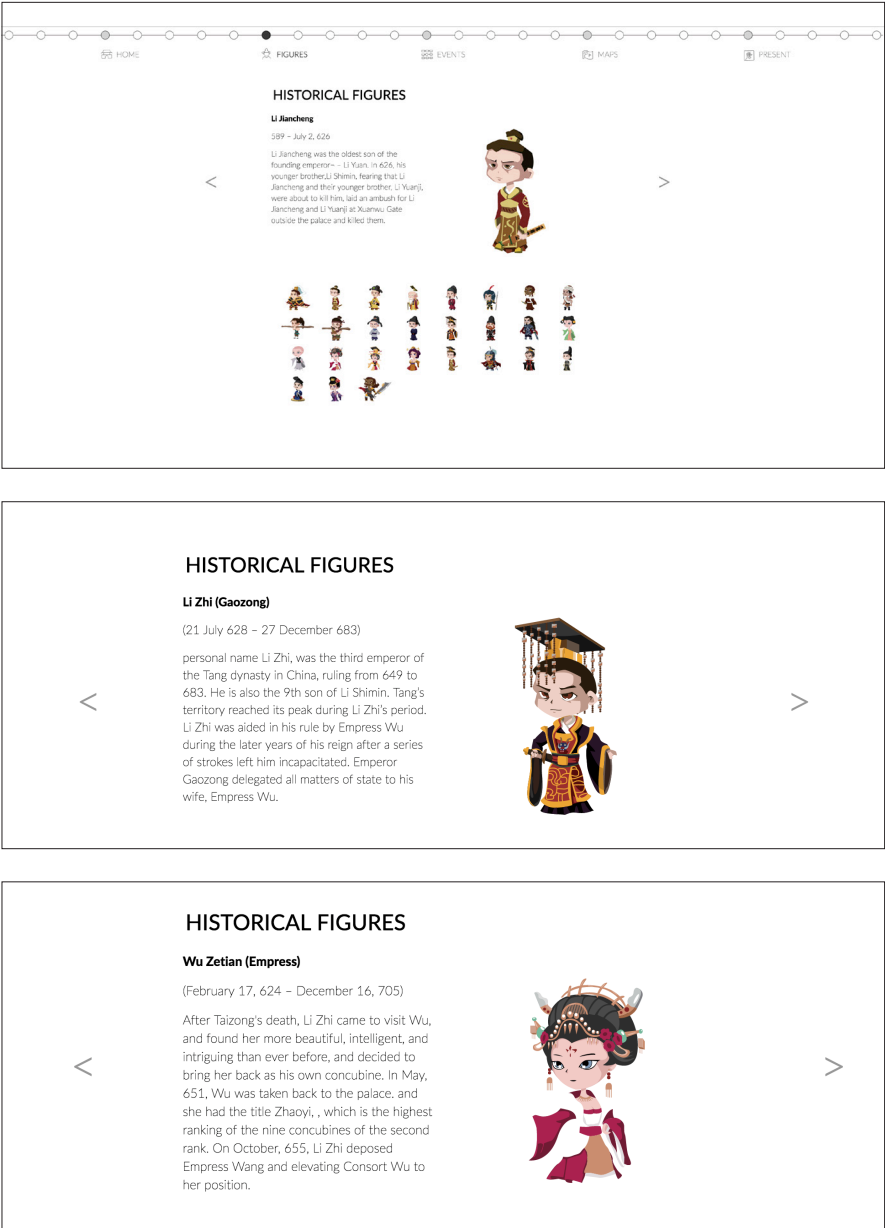 HOME
FIGURES
EVENTS
MAPS
PRESENT
HISTORICAL FIGURES
Li Jiancheng
589 – July 2, 626
Li Jiancheng was the oldest son of the
founding emperor– – Li Yuan. In 626, his
younger brother,Li Shimin, fearing that Li
Jiancheng and their younger brother, Li Yuanji,
were about to kill him, laid an ambush for Li
Jiancheng and Li Yuanji at Xuanwu Gate
outside the palace and killed them.
<
>
HISTORICAL FIGURES
Li Zhi (Gaozong)
(21 July 628 – 27 December 683)
personal name Li Zhi, was the third emperor of
the Tang dynasty in China, ruling from 649 to
683. He is also the 9th son of Li Shimin. Tang's
territory reached its peak during Li Zhi's period.
Li Zhi was aided in his rule by Empress Wu
during the later years of his reign after a series
of strokes left him incapacitated. Emperor
Gaozong delegated all matters of state to his
wife, Empress Wu.
<
>
HISTORICAL FIGURES
Wu Zetian (Empress)
(February 17, 624 – December 16, 705)
After Taizong's death, Li Zhi came to visit Wu,
and found her more beautiful, intelligent, and
intriguing than ever before, and decided to
bring her back as his own concubine. In May,
651, Wu was taken back to the palace. and
she had the title Zhaoyi, , which is the highest
ranking of the nine concubines of the second
rank. On October, 655, Li Zhi deposed
Empress Wang and elevating Consort Wu to
her position.
<
>